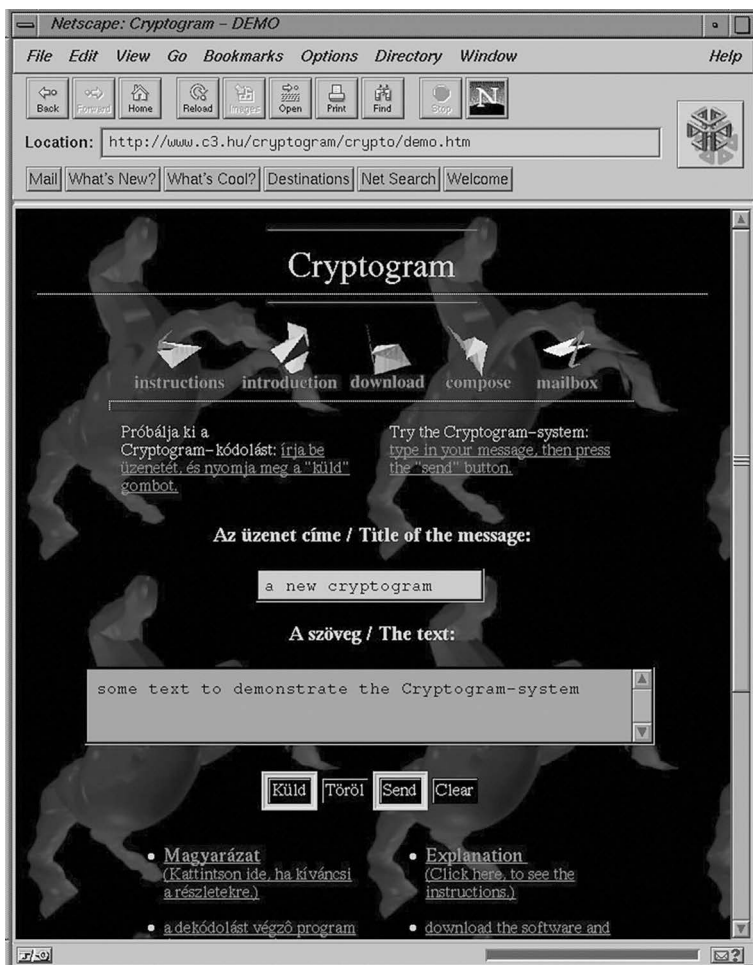 Netscape: Cryptogram – DEMO
File Edit View Go Bookmarks Options Directory Window Help
Back Forward Home Reload Images Open Print Find Stop N
Location: http://www.c3.hu/cryptogram/crypto/demo.htm
Mail What's New? What's Cool? Destinations Net Search Welcome
Cryptogram
instructions introduction download compose mailbox
Próbálja ki a
Cryptogram–kódolást: írja be
üzenetét, és nyomja meg a "küld"
gombot.
Try the Cryptogram–system:
type in your message, then press
the "send" button.
Az üzenet címe / Title of the message:
a new cryptogram
A szöveg / The text:
some text to demonstrate the Cryptogram-system
Küld Töröl Send Clear
• Magyarázat
(Kattintson ide, ha kíváncsi
a részletekre.)
• a dekódolást végzô program
• Explanation
(Click here, to see the
instructions.)
• download the software and